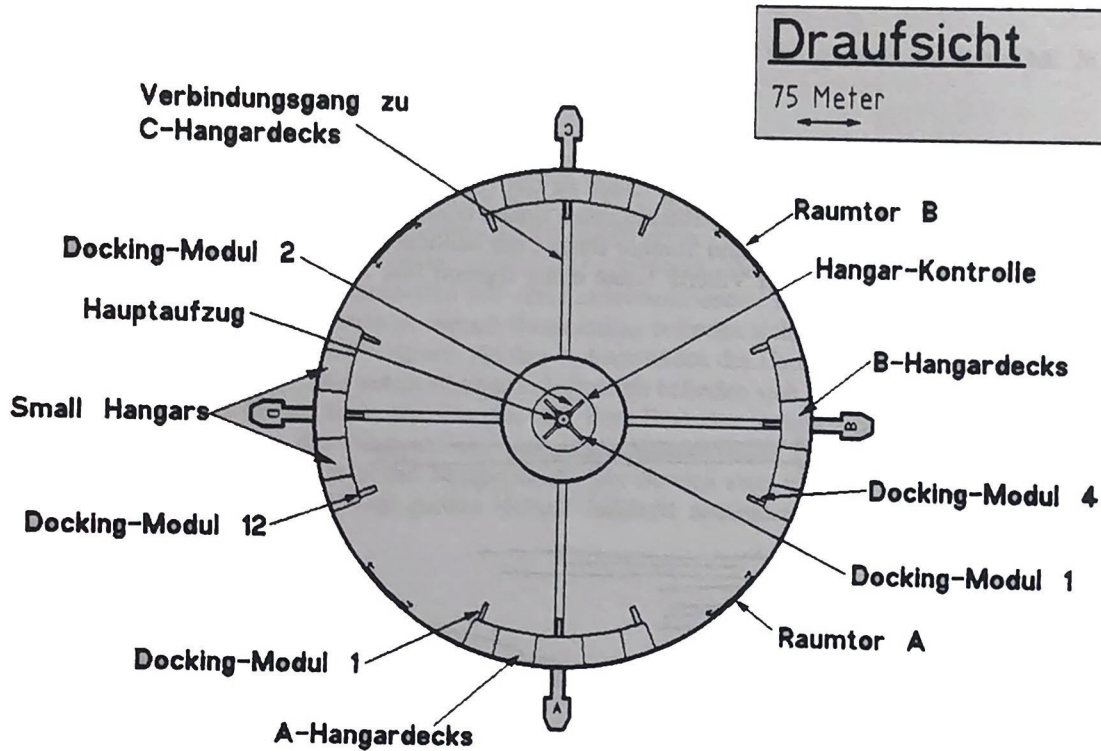 Draufsicht
75 Meter
Verbindungsgang zu
C-Hangardecks
C
Raumtor B
Docking-Modul 2
Hangar-Kontrolle
Hauptaufzug
B-Hangardecks
Small Hangars
D
B
Docking-Modul 4
Docking-Modul 12
Docking-Modul 1
Raumtor A
Docking-Modul 1
A
A-Hangardecks